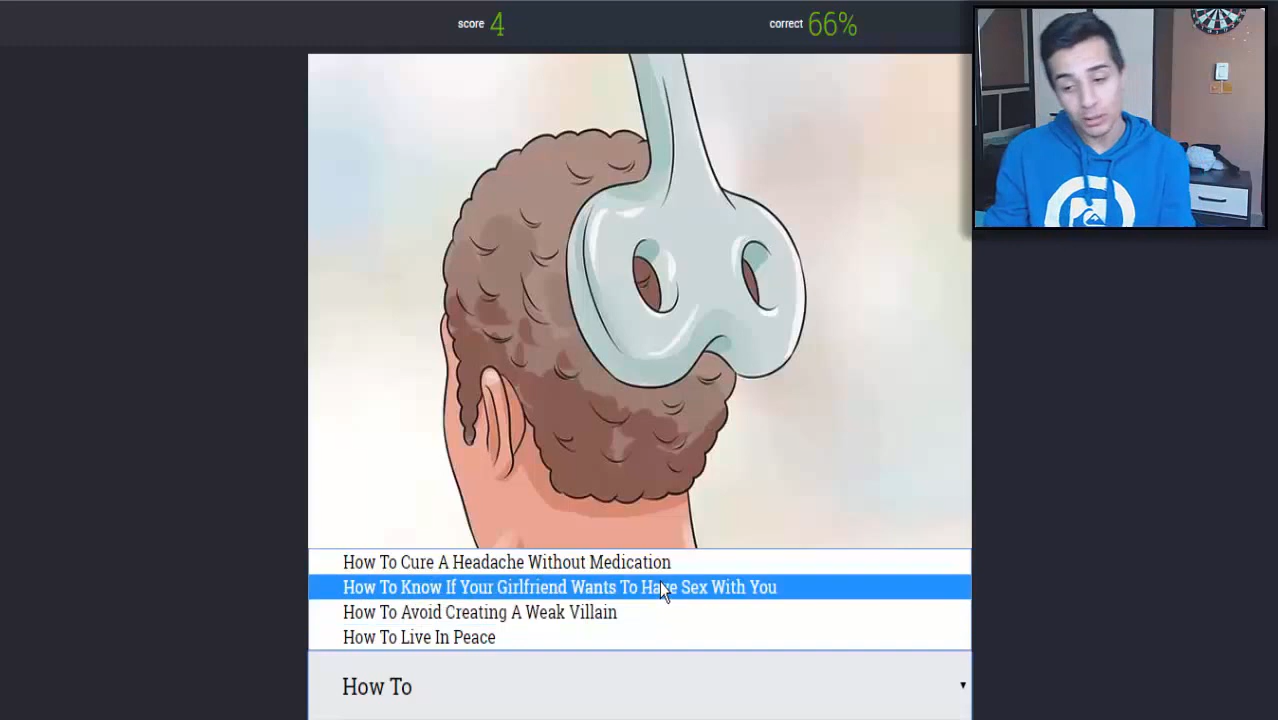 score 4
correct 66%
How To Cure A Headache Without Medication
How To Know If Your Girlfriend Wants To Have Sex With You
How To Avoid Creating A Weak Villain
How To Live In Peace
How To